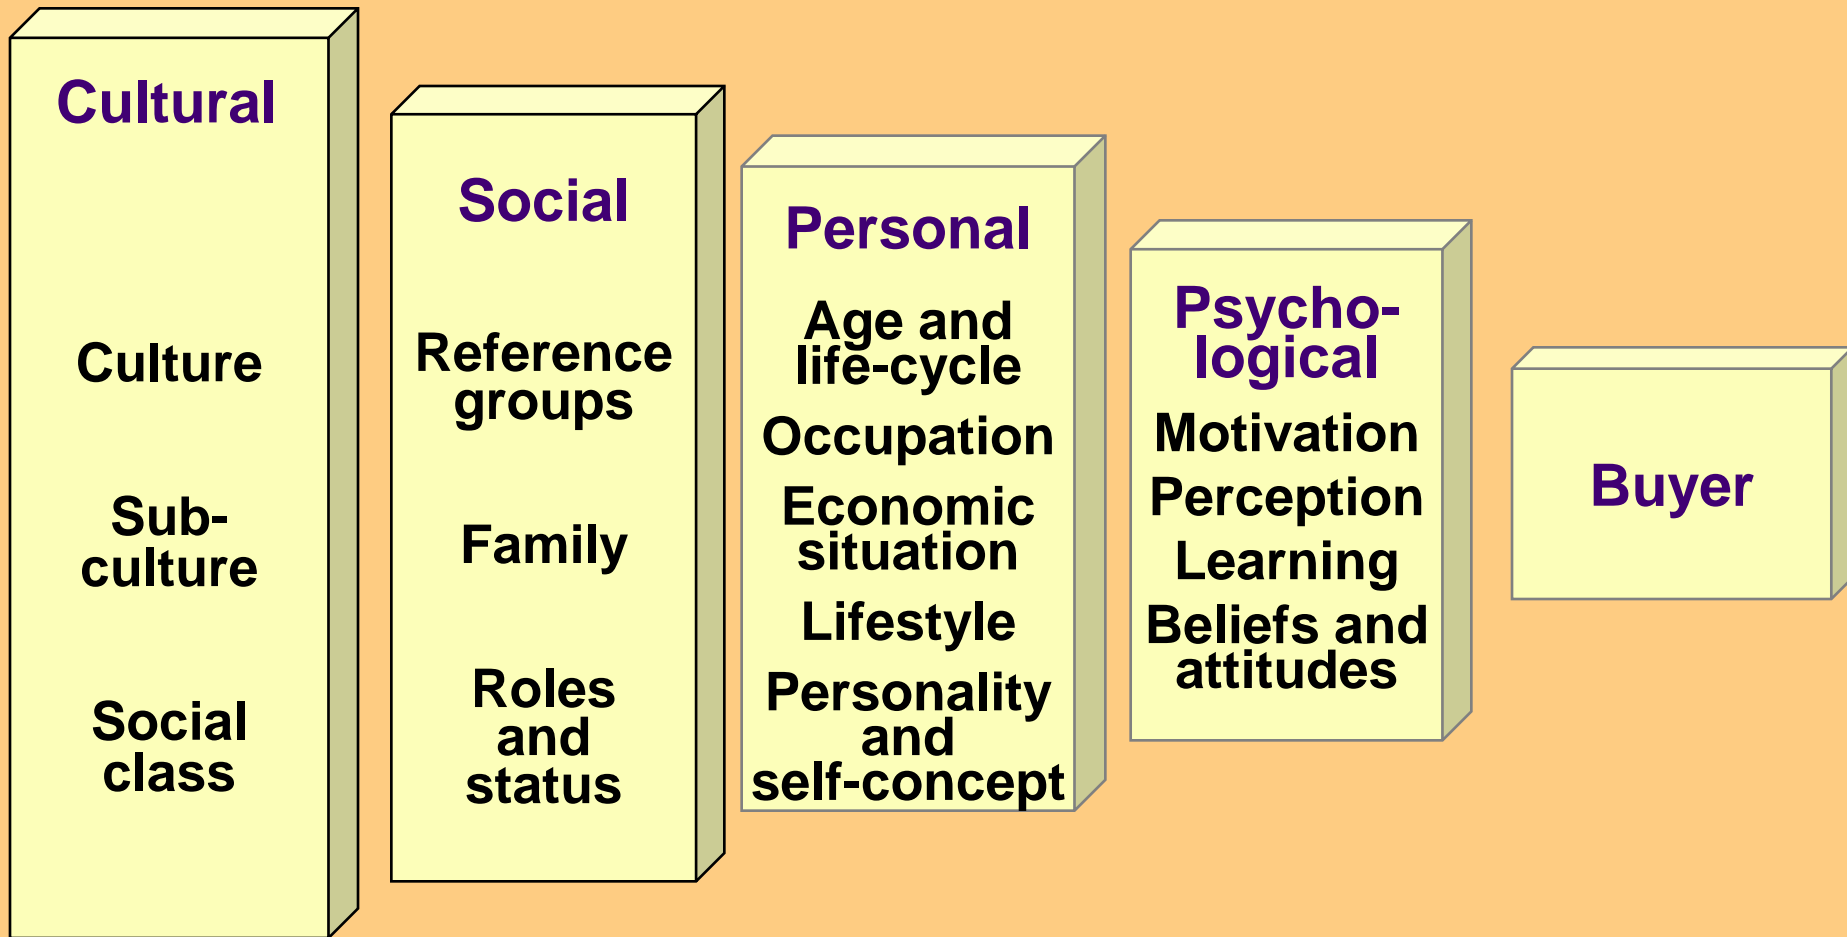 Cultural
Culture
Sub-
culture
Social
class
Social
Reference
groups
Family
Roles
and
status
Personal
Age and
life-cycle
Occupation
Economic
situation
Lifestyle
Personality
and
self-concept
Psycho-
logical
Motivation
Perception
Learning
Beliefs and
attitudes
Buyer